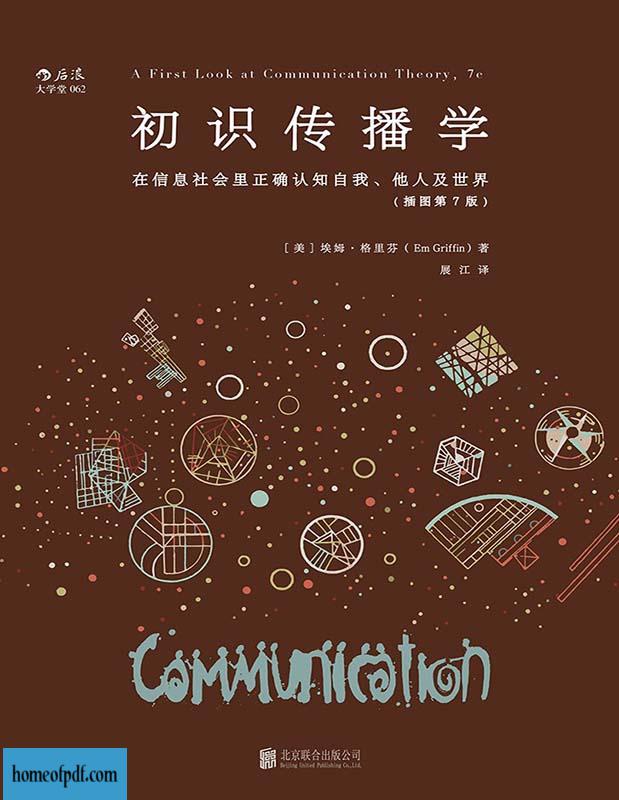 后浪
大学堂 062
A First Look at Communication Theory, 7e
初识传播学
在信息社会里正确认知自我、他人及世界
(插图第7版)
[美]埃姆·格里芬(Em Griffin)著
展江 译
Communication
北京联合出版公司
Beijing United Publishing Co.,Ltd.
homeofpdf.com